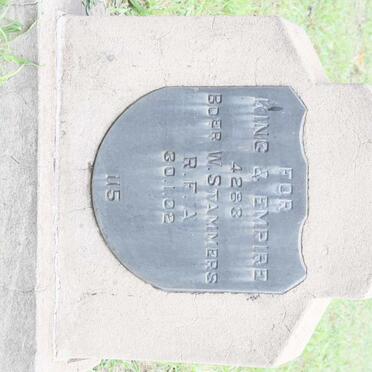 FOR
KING & EMPIRE
4283
BDER W. STAMMERS
R.F.A
30.1.02
115